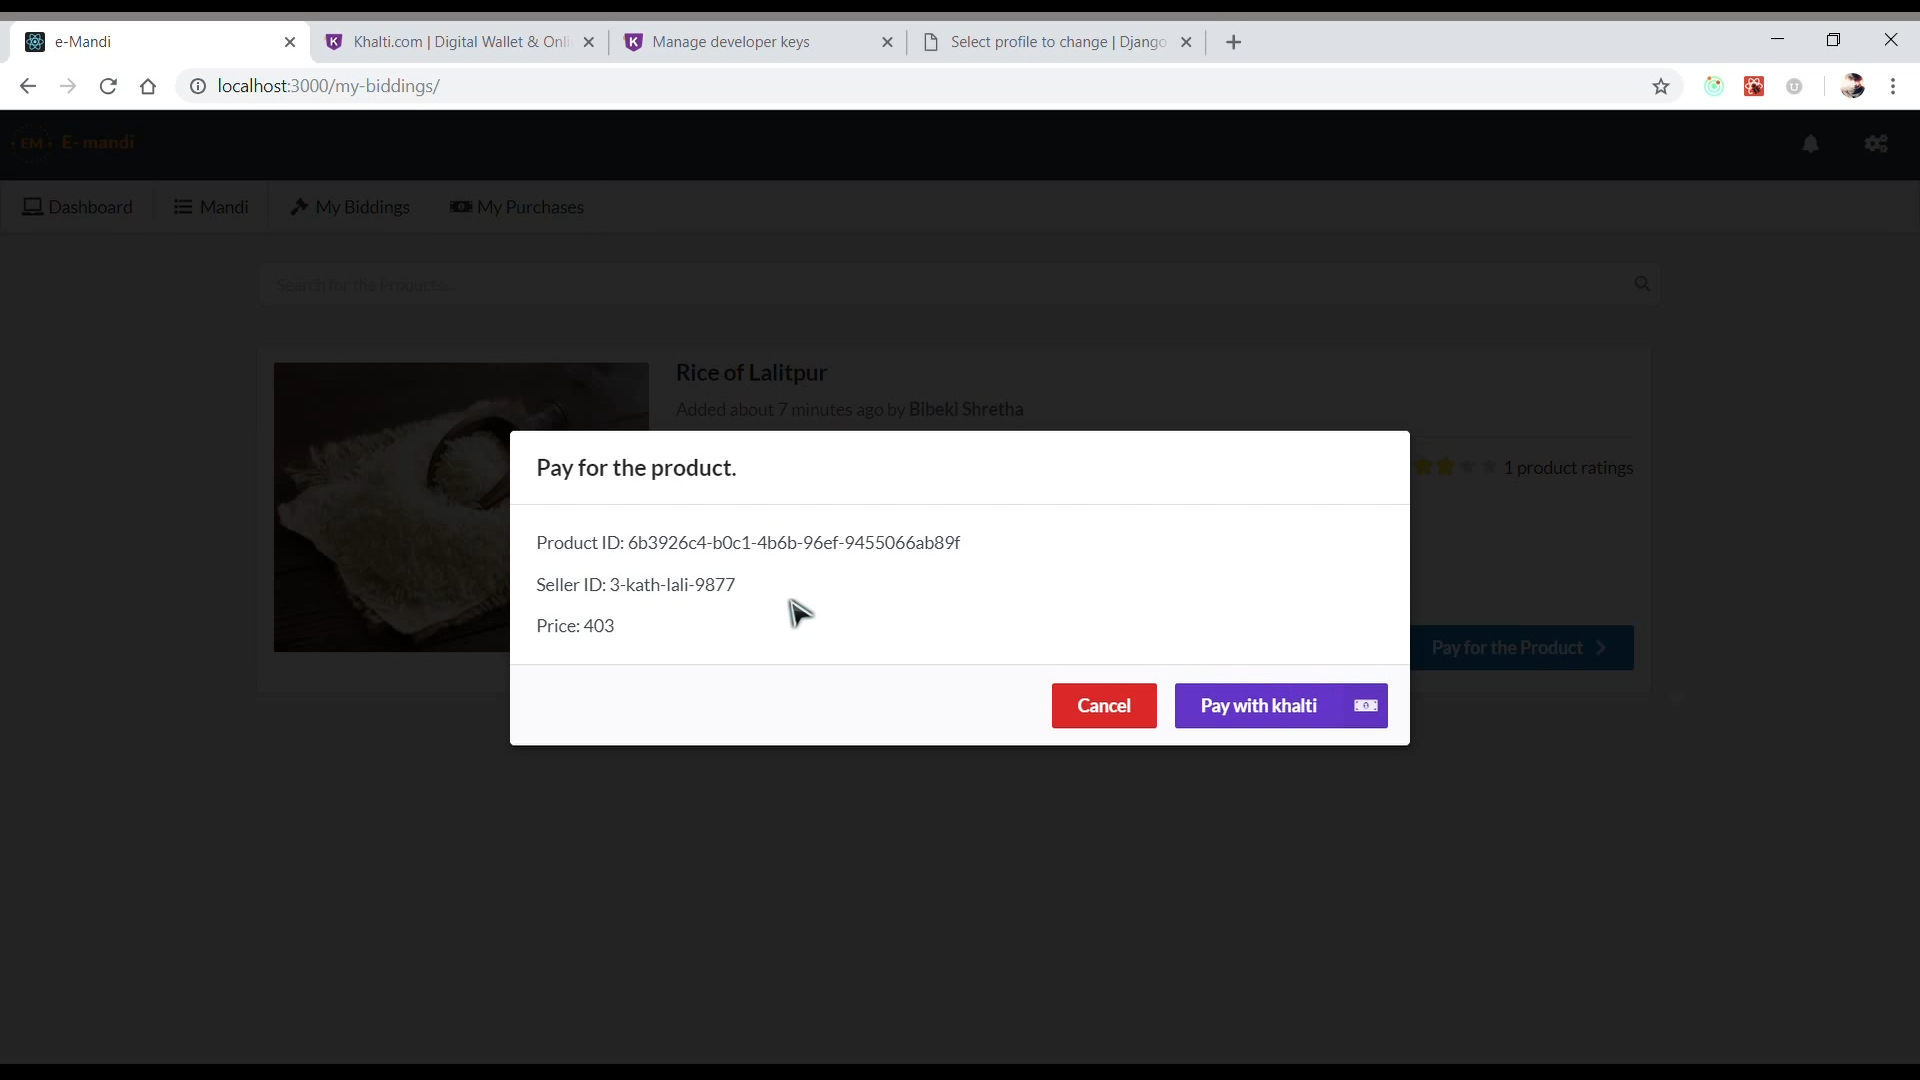 e-Mandi
Khalti.com | Digital Wallet & Onli
Manage developer keys
Select profile to change | Django
localhost:3000/my-biddings/
EM E- mandi
Dashboard
Mandi
My Biddings
My Purchases
Search for the Products...
Rice of Lalitpur
Added about 7 minutes ago by Bibeki Shretha
1 product ratings
Pay for the product.
Product ID: 6b3926c4-b0c1-4b6b-96ef-9455066ab89f
Seller ID: 3-kath-lali-9877
Price: 403
Pay for the Product
Cancel
Pay with khalti